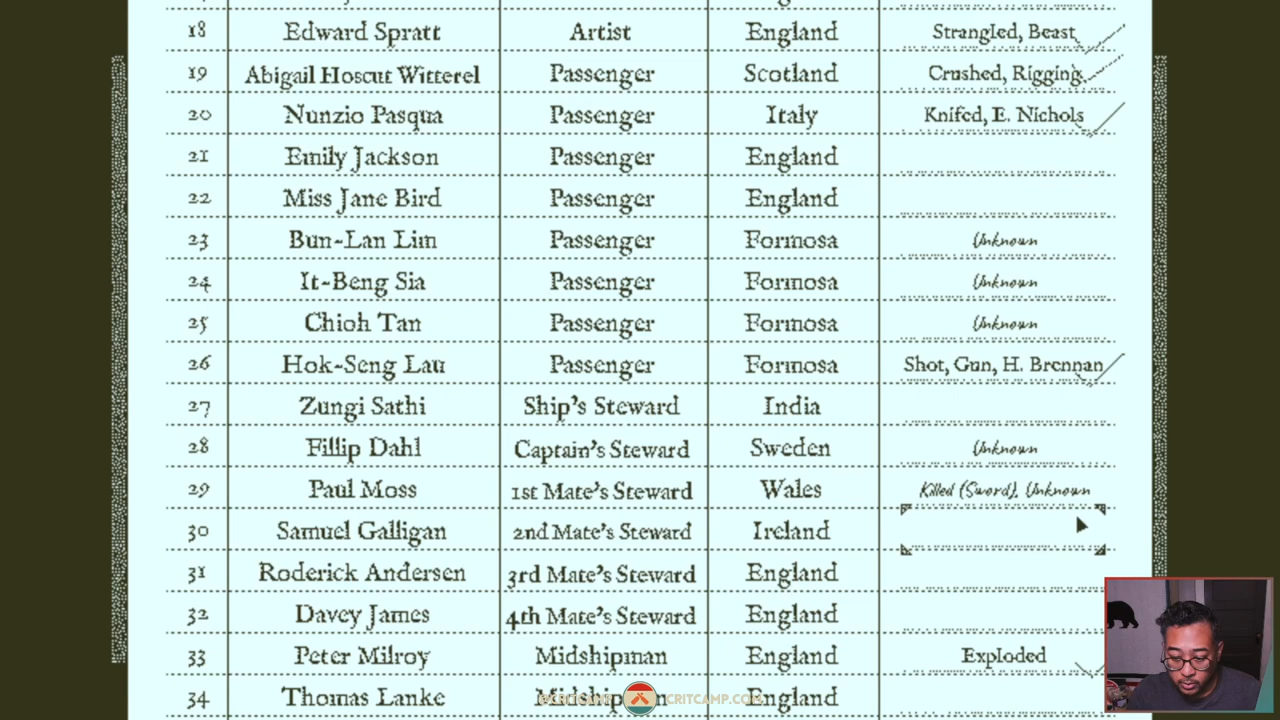 18 Edward Spratt Artist England Strangled, Beast
19 Abigail Hoscut Witterel Passenger Scotland Crushed, Rigging
20 Nunzio Pasqua Passenger Italy Knifed, E. Nichols
21 Emily Jackson Passenger England
22 Miss Jane Bird Passenger England
23 Bun-Lan Lim Passenger Formosa Unknown
24 It-Beng Sia Passenger Formosa Unknown
25 Chioh Tan Passenger Formosa Unknown
26 Hok-Seng Lau Passenger Formosa Shot, Gun, H. Brennan
27 Zungi Sathi Ship's Steward India
28 Fillip Dahl Captain's Steward Sweden Unknown
29 Paul Moss 1st Mate's Steward Wales Killed (Sword), Unknown
30 Samuel Galligan 2nd Mate's Steward Ireland
31 Roderick Andersen 3rd Mate's Steward England
32 Davey James 4th Mate's Steward England
33 Peter Milroy Midshipman England Exploded
34 Thomas Lanke England
CRITCAMP.COM